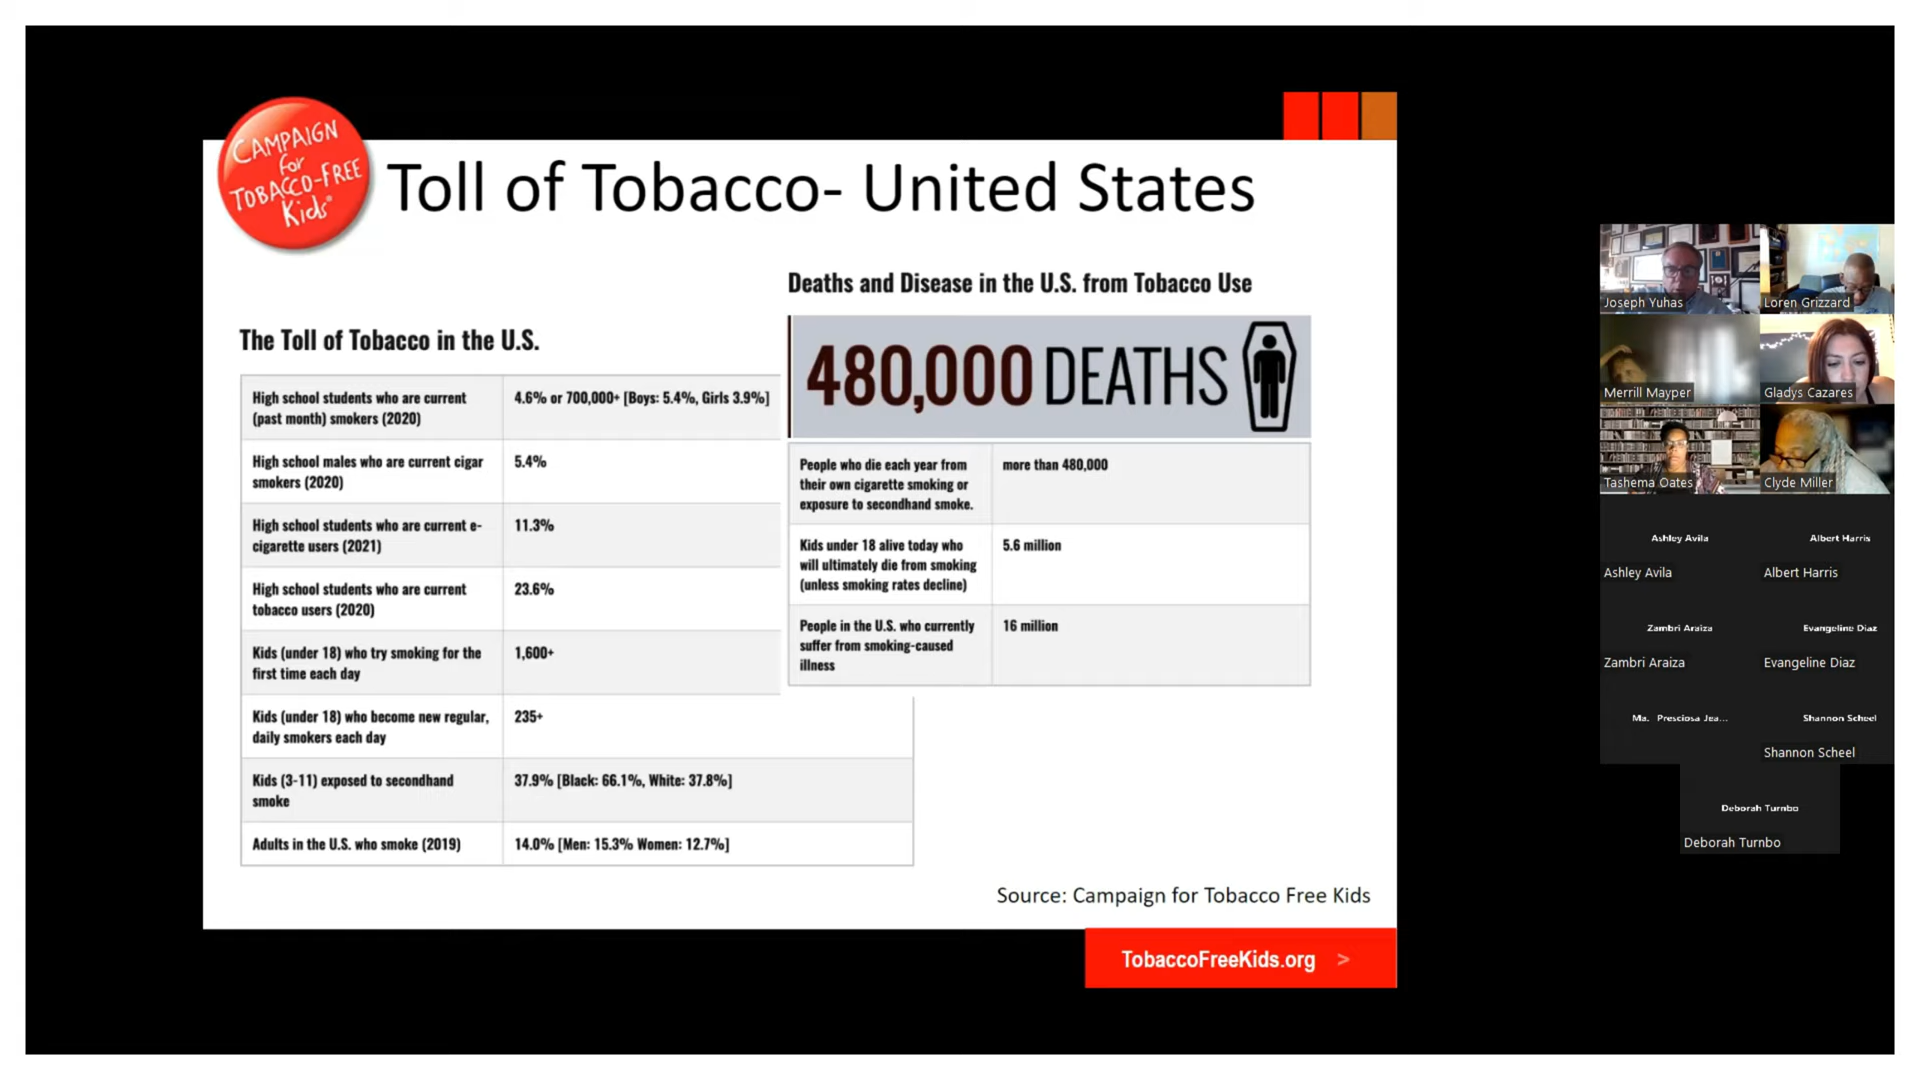 CAMPAIGN
for
TOBACCO-FREE
Kids®
Toll of Tobacco- United States
The Toll of Tobacco in the U.S.
High school students who are current
(past month) smokers (2020)
4.6% or 700,000+ [Boys: 5.4%, Girls 3.9%]
High school males who are current cigar
smokers (2020)
5.4%
High school students who are current e-
cigarette users (2021)
11.3%
High school students who are current
tobacco users (2020)
23.6%
Kids (under 18) who try smoking for the
first time each day
1,600+
Kids (under 18) who become new regular,
daily smokers each day
235+
Kids (3-11) exposed to secondhand
smoke
37.9% [Black: 66.1%, White: 37.8%]
Adults in the U.S. who smoke (2019)
14.0% [Men: 15.3% Women: 12.7%]
Deaths and Disease in the U.S. from Tobacco Use
480,000 DEATHS
People who die each year from
their own cigarette smoking or
exposure to secondhand smoke.
more than 480,000
Kids under 18 alive today who
will ultimately die from smoking
(unless smoking rates decline)
5.6 million
People in the U.S. who currently
suffer from smoking-caused
illness
16 million
Source: Campaign for Tobacco Free Kids
TobaccoFreeKids.org >
Joseph Yuhas
Loren Grizzard
Merrill Mayper
Gladys Cazares
Tashema Oates
Clyde Miller
Ashley Avila
Albert Harris
Ashley Avila
Albert Harris
Zambri Araiza
Evangeline Diaz
Zambri Araiza
Evangeline Diaz
Ma. Presciosa Jea...
Shannon Scheel
Shannon Scheel
Deborah Turnbo
Deborah Turnbo